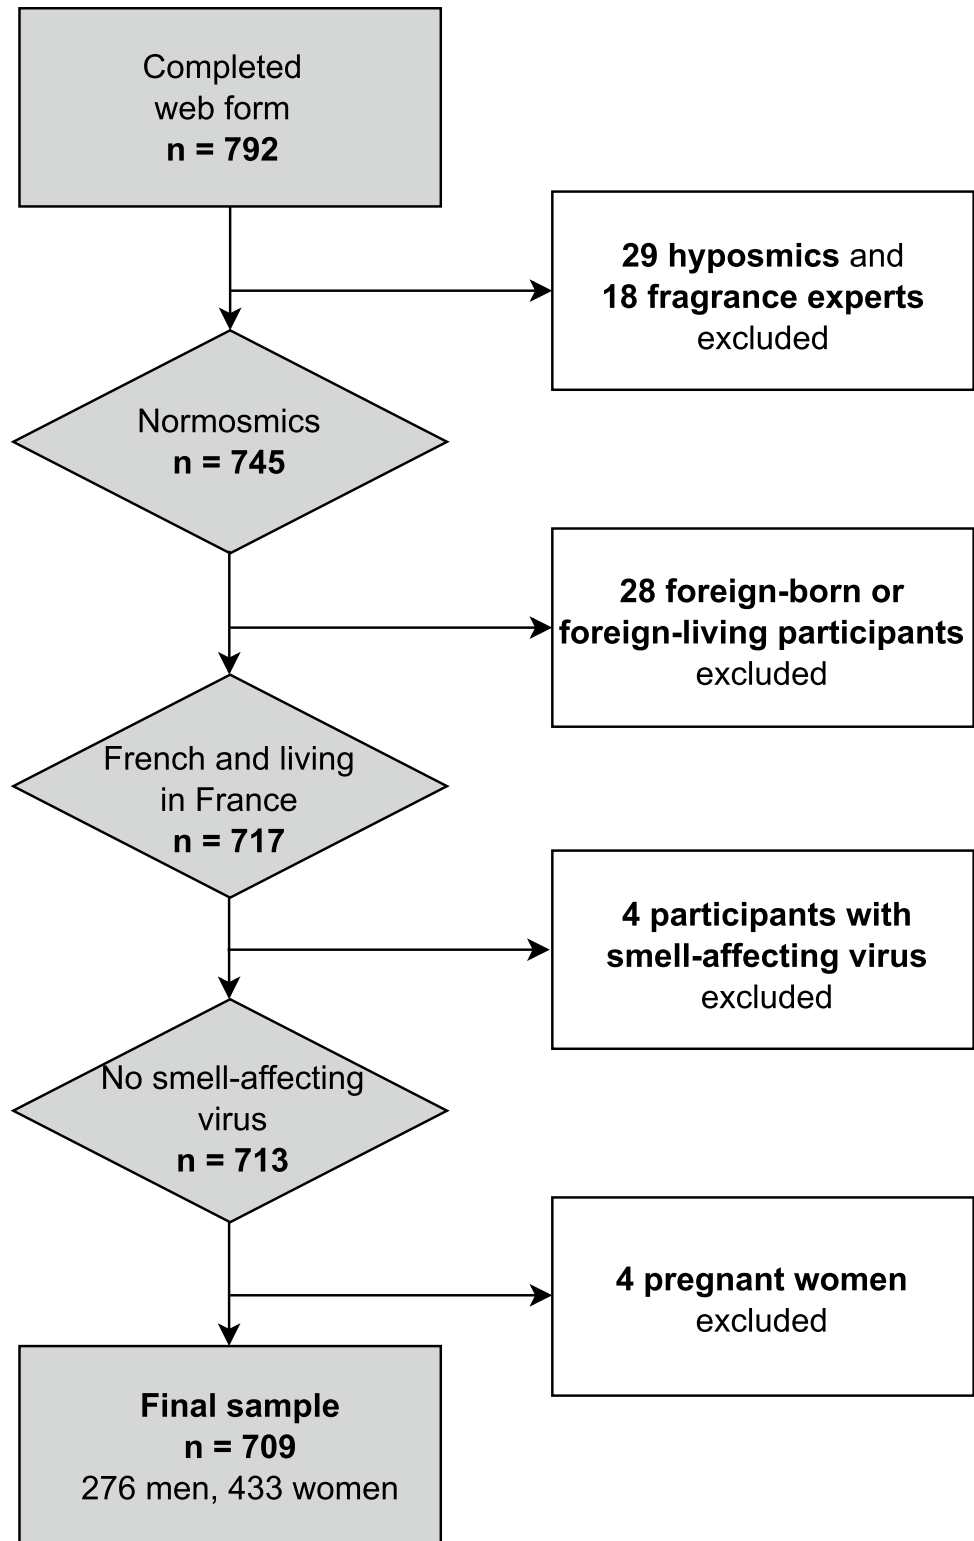 Completed
web form
n = 792
29 hyposmics and
18 fragrance experts
excluded
Normosmics
n = 745
28 foreign-born or
foreign-living participants
excluded
French and living
in France
n = 717
4 participants with
smell-affecting virus
excluded
No smell-affecting
virus
n = 713
4 pregnant women
excluded
Final sample
n = 709
276 men, 433 women